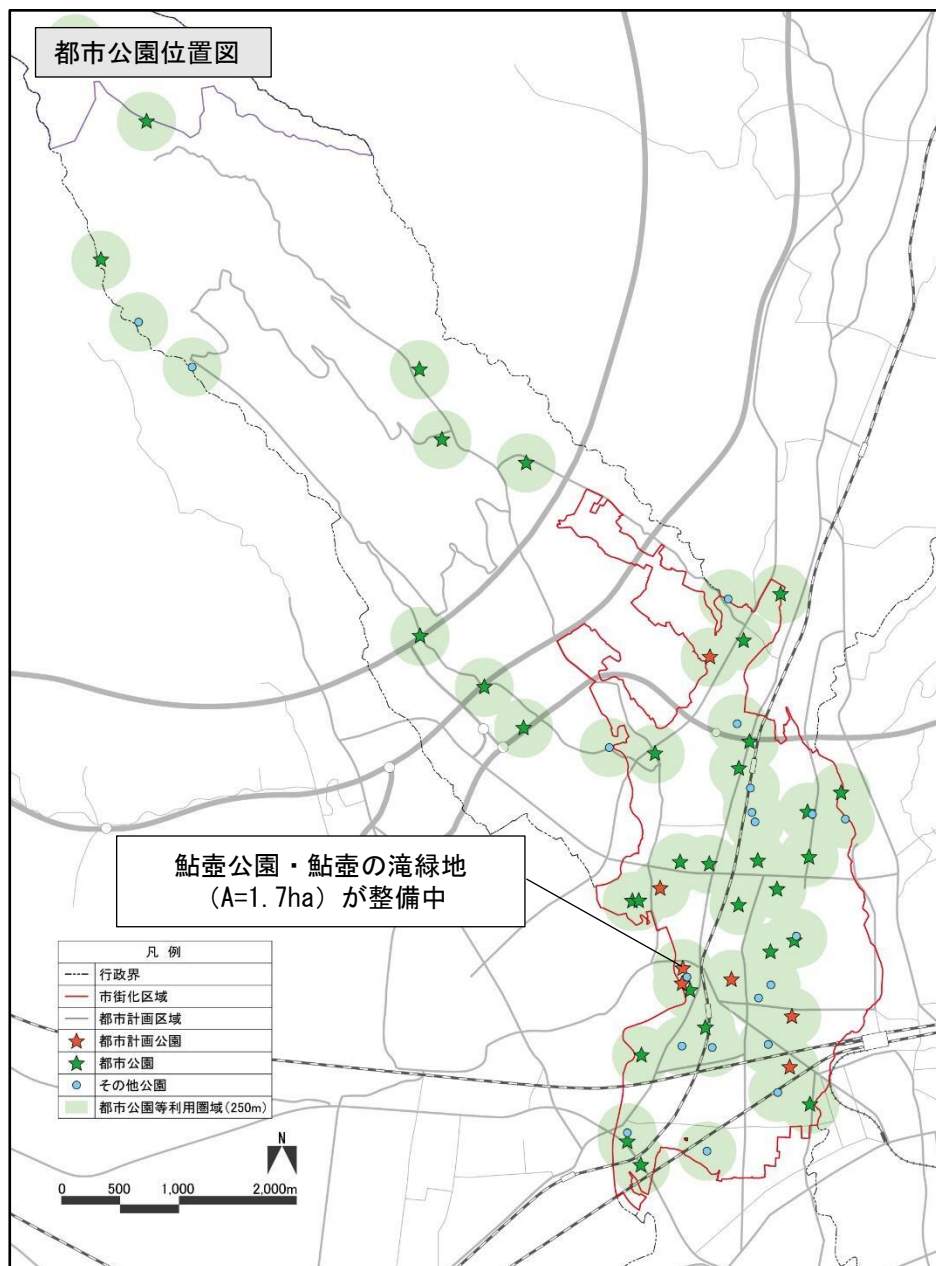 都市公園位置図
鮎壺公園・鮎壺の滝緑地
（A=1.7ha）が整備中
凡 例
行政界
市街化区域
都市計画区域
都市計画公園
都市公園
その他公園
都市公園等利用圏域(250m)
N
0 500 1,000 2,000m